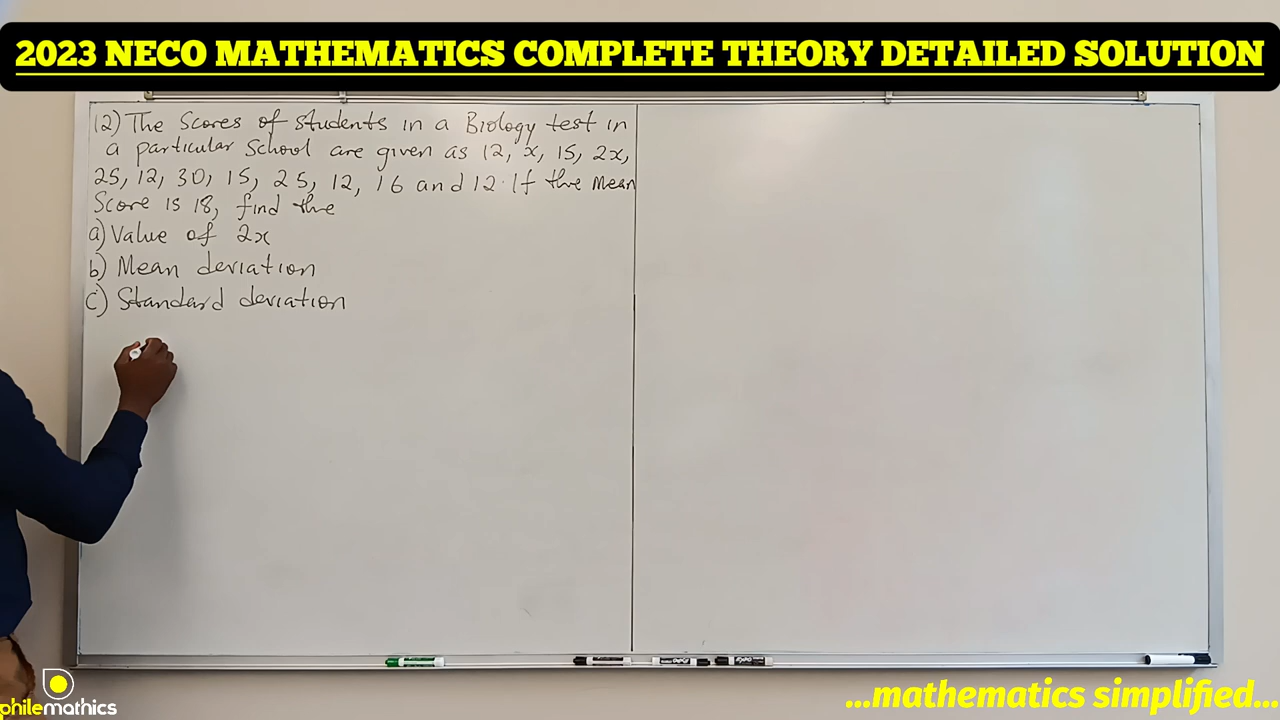 2023 NECO MATHEMATICS COMPLETE THEORY DETAILED SOLUTION
12) The Scores of students in a Biology test in
a particular School are given as 12, x, 15, 2x,
25, 12, 30, 15, 25, 12, 16 and 12. If the Mean
Score is 18, find the
a) Value of 2x
b) Mean deviation
c) Standard deviation
EXPO
philemathics
...mathematics simplified...